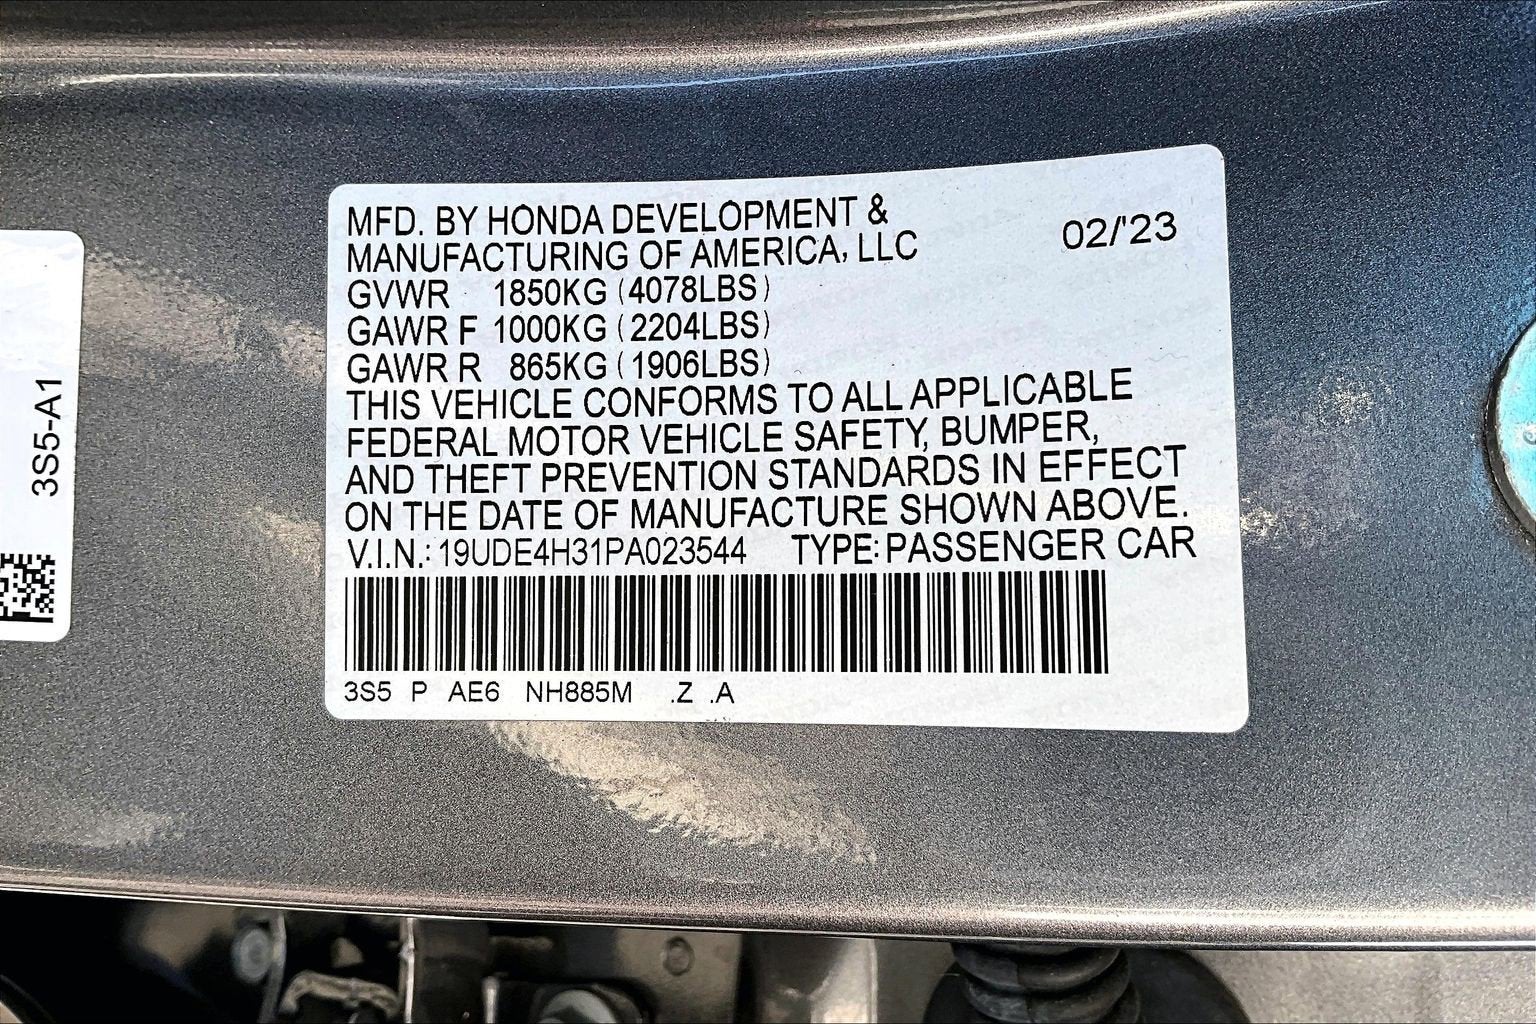 MFD. BY HONDA DEVELOPMENT &
MANUFACTURING OF AMERICA, LLC
02/'23
GVWR 1850KG (4078LBS)
GAWR F 1000KG (2204LBS)
GAWR R 865KG (1906LBS)
THIS VEHICLE CONFORMS TO ALL APPLICABLE
FEDERAL MOTOR VEHICLE SAFETY, BUMPER,
AND THEFT PREVENTION STANDARDS IN EFFECT
ON THE DATE OF MANUFACTURE SHOWN ABOVE.
V.I.N.: 19UDE4H31PA023544 TYPE: PASSENGER CAR
3S5 P AE6 NH885M .Z .A
3S5-A1